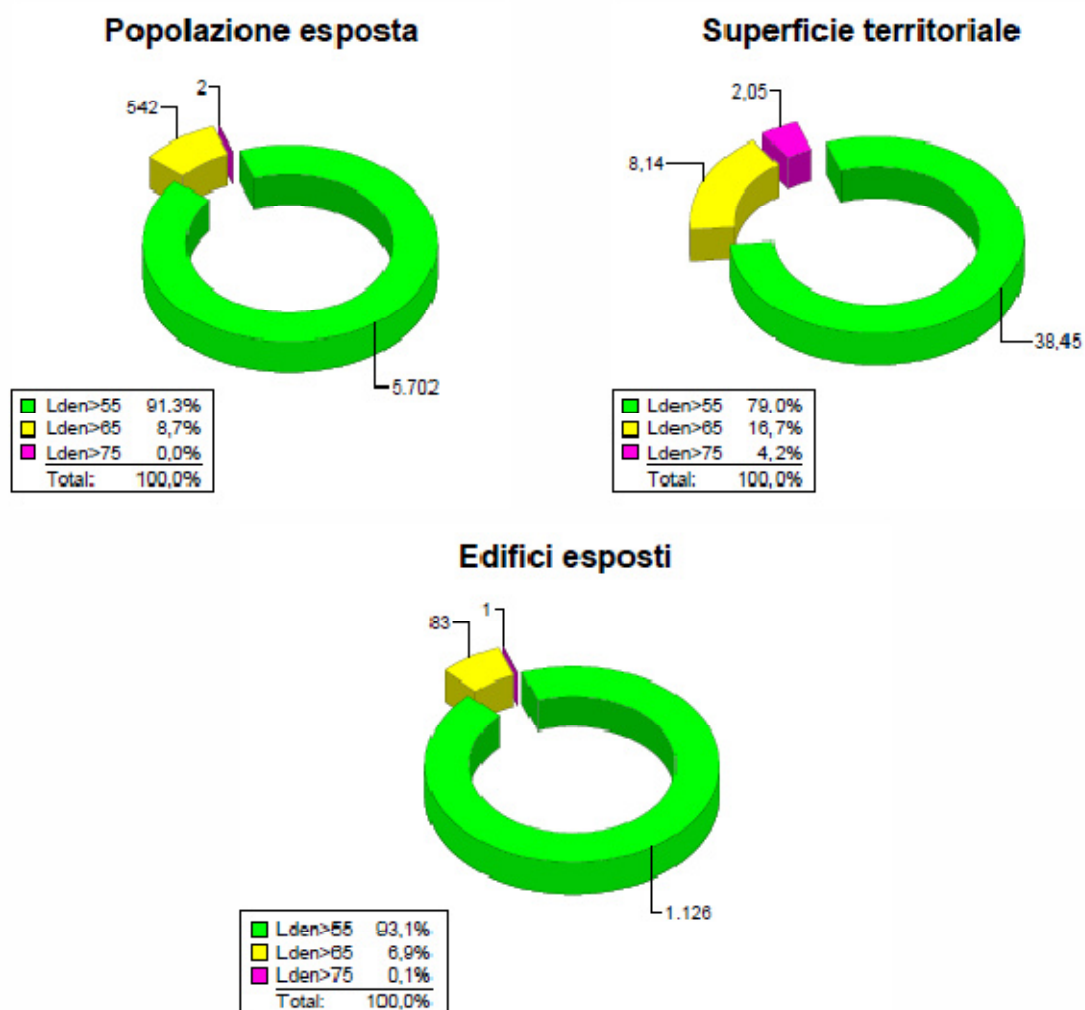 Popolazione esposta
2
542
5.702
Lden>55 91.3%
Lden>65 8,7%
Lden>75 0,0%
Total: 100,0%
Superficie territoriale
2,05
8,14
38,45
Lden>55 79.0%
Lden>65 16,7%
Lden>75 4,2%
Total: 100,0%
Edifici esposti
1
83
1.126
Lden>55 93,1%
Lden>65 6,9%
Lden>75 0,1%
Total: 100,0%